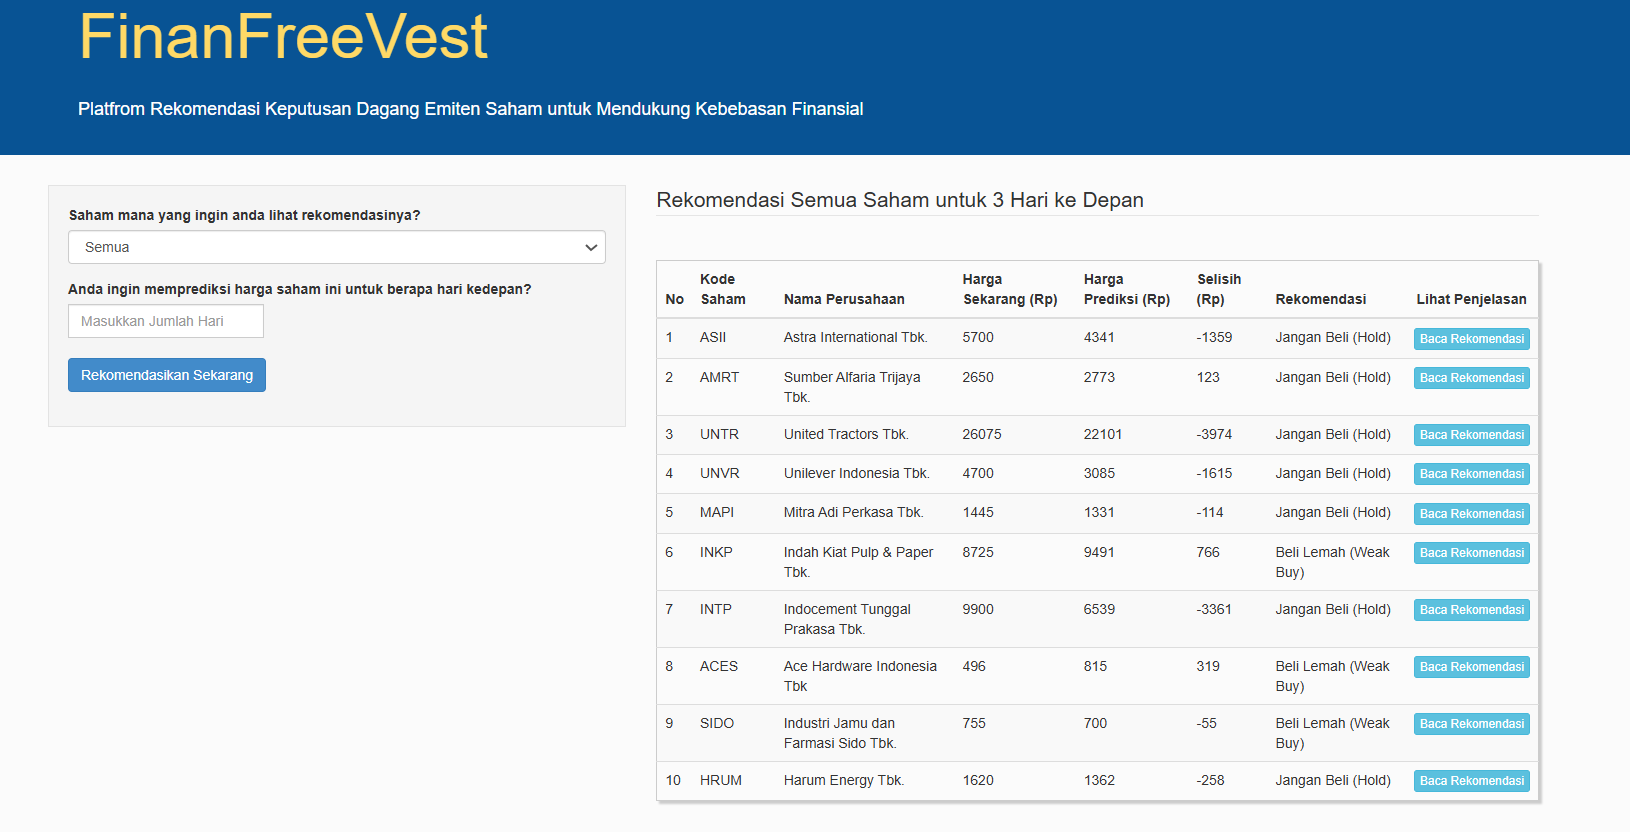 FinanFreeVest
Platfrom Rekomendasi Keputusan Dagang Emiten Saham untuk Mendukung Kebebasan Finansial
Saham mana yang ingin anda lihat rekomendasinya?
Semua
Anda ingin memprediksi harga saham ini untuk berapa hari kedepan?
Masukkan Jumlah Hari
Rekomendasikan Sekarang
Rekomendasi Semua Saham untuk 3 Hari ke Depan
No Kode Saham Nama Perusahaan Harga Sekarang (Rp) Harga Prediksi (Rp) Selisih (Rp) Rekomendasi Lihat Penjelasan
1 ASII Astra International Tbk. 5700 4341 -1359 Jangan Beli (Hold) Baca Rekomendasi
2 AMRT Sumber Alfaria Trijaya Tbk. 2650 2773 123 Jangan Beli (Hold) Baca Rekomendasi
3 UNTR United Tractors Tbk. 26075 22101 -3974 Jangan Beli (Hold) Baca Rekomendasi
4 UNVR Unilever Indonesia Tbk. 4700 3085 -1615 Jangan Beli (Hold) Baca Rekomendasi
5 MAPI Mitra Adi Perkasa Tbk. 1445 1331 -114 Jangan Beli (Hold) Baca Rekomendasi
6 INKP Indah Kiat Pulp & Paper Tbk. 8725 9491 766 Beli Lemah (Weak Buy) Baca Rekomendasi
7 INTP Indocement Tunggal Prakasa Tbk. 9900 6539 -3361 Jangan Beli (Hold) Baca Rekomendasi
8 ACES Ace Hardware Indonesia Tbk 496 815 319 Beli Lemah (Weak Buy) Baca Rekomendasi
9 SIDO Industri Jamu dan Farmasi Sido Tbk. 755 700 -55 Beli Lemah (Weak Buy) Baca Rekomendasi
10 HRUM Harum Energy Tbk. 1620 1362 -258 Jangan Beli (Hold) Baca Rekomendasi